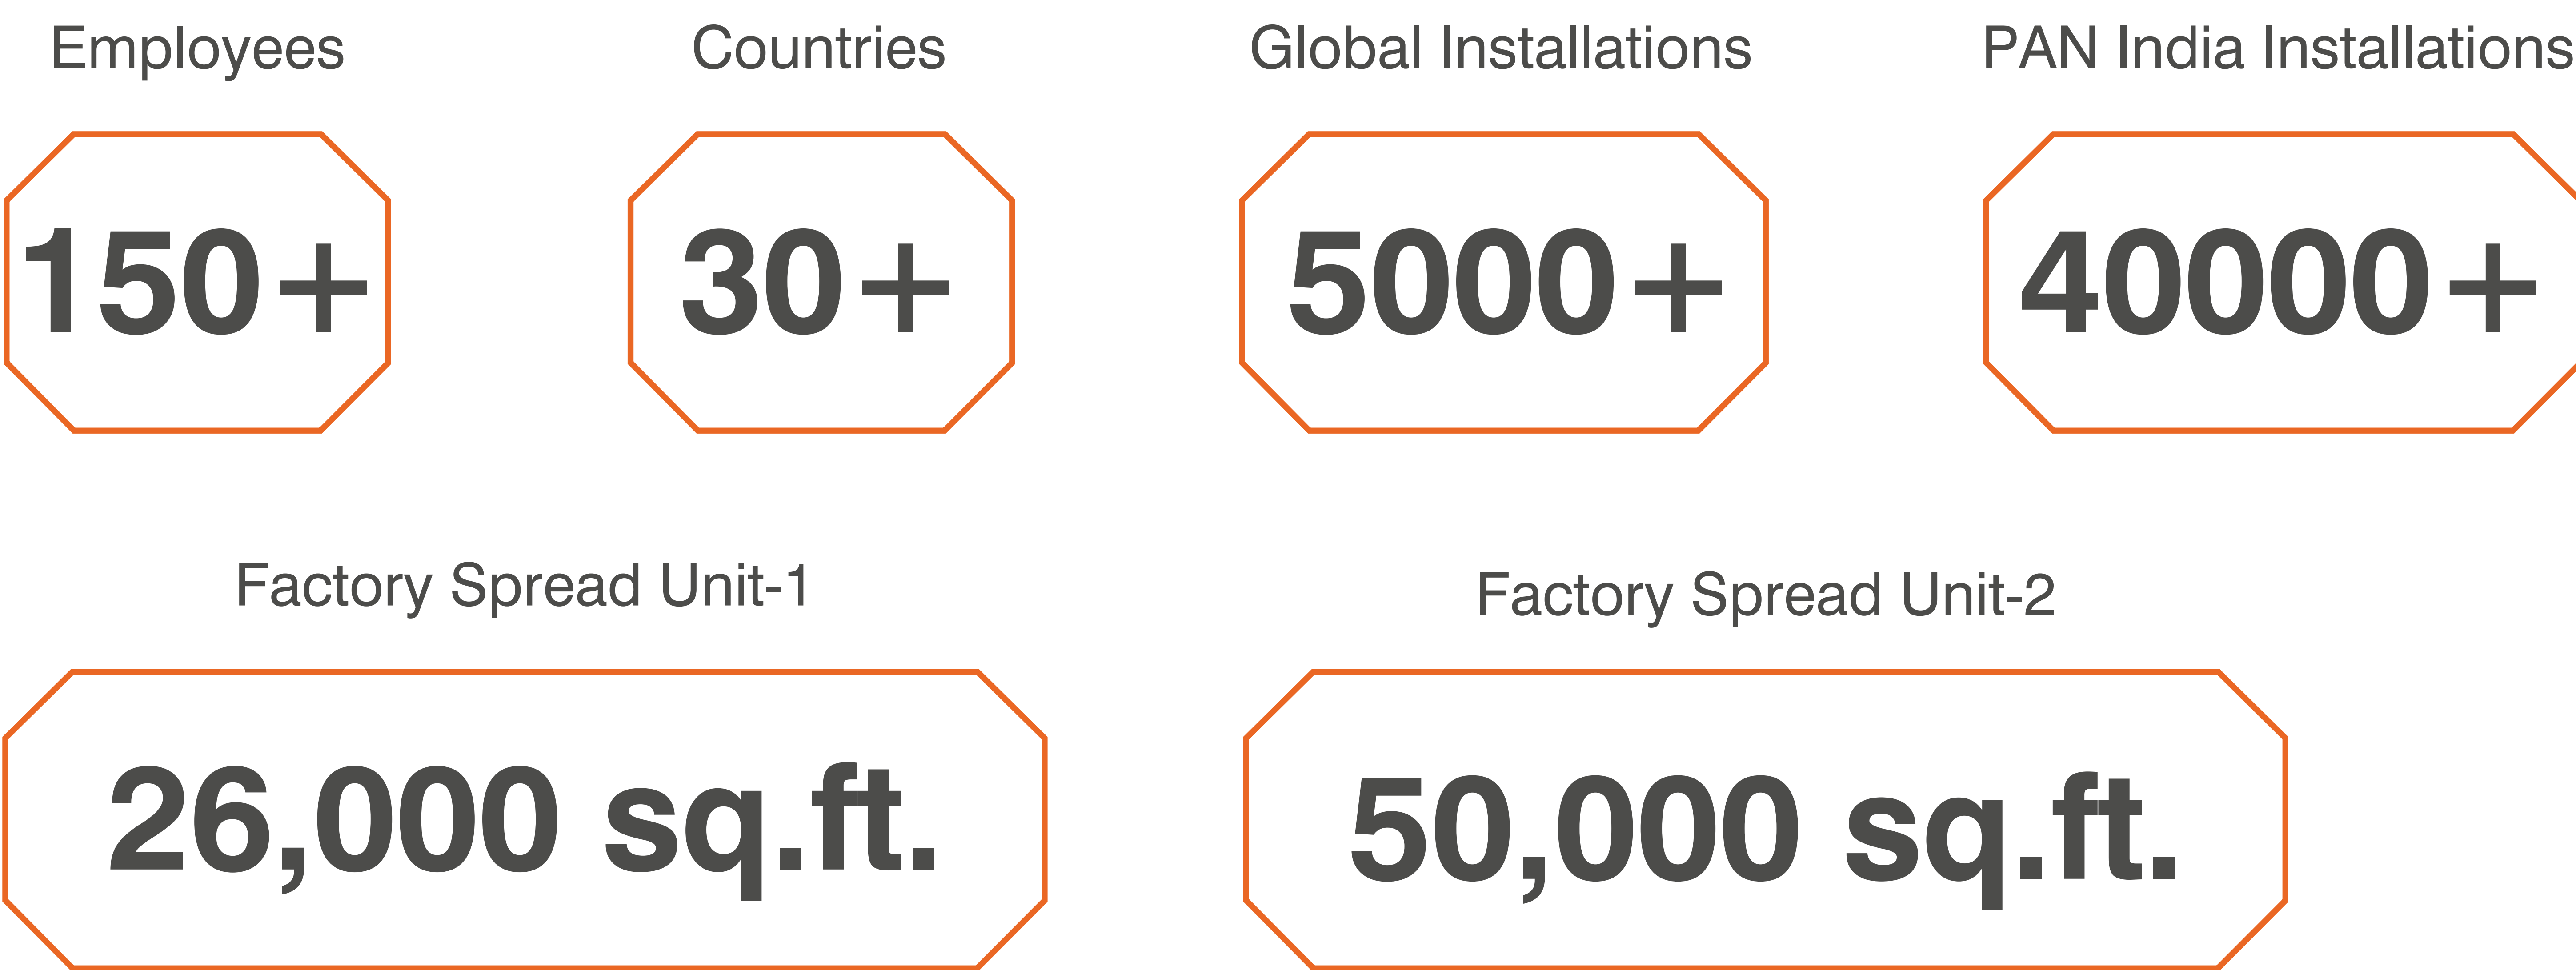 Employees
Countries
Global Installations
PAN India Installations
150+
30+
5000+
40000+
Factory Spread Unit-1
Factory Spread Unit-2
26,000 sq.ft.
50,000 sq.ft.